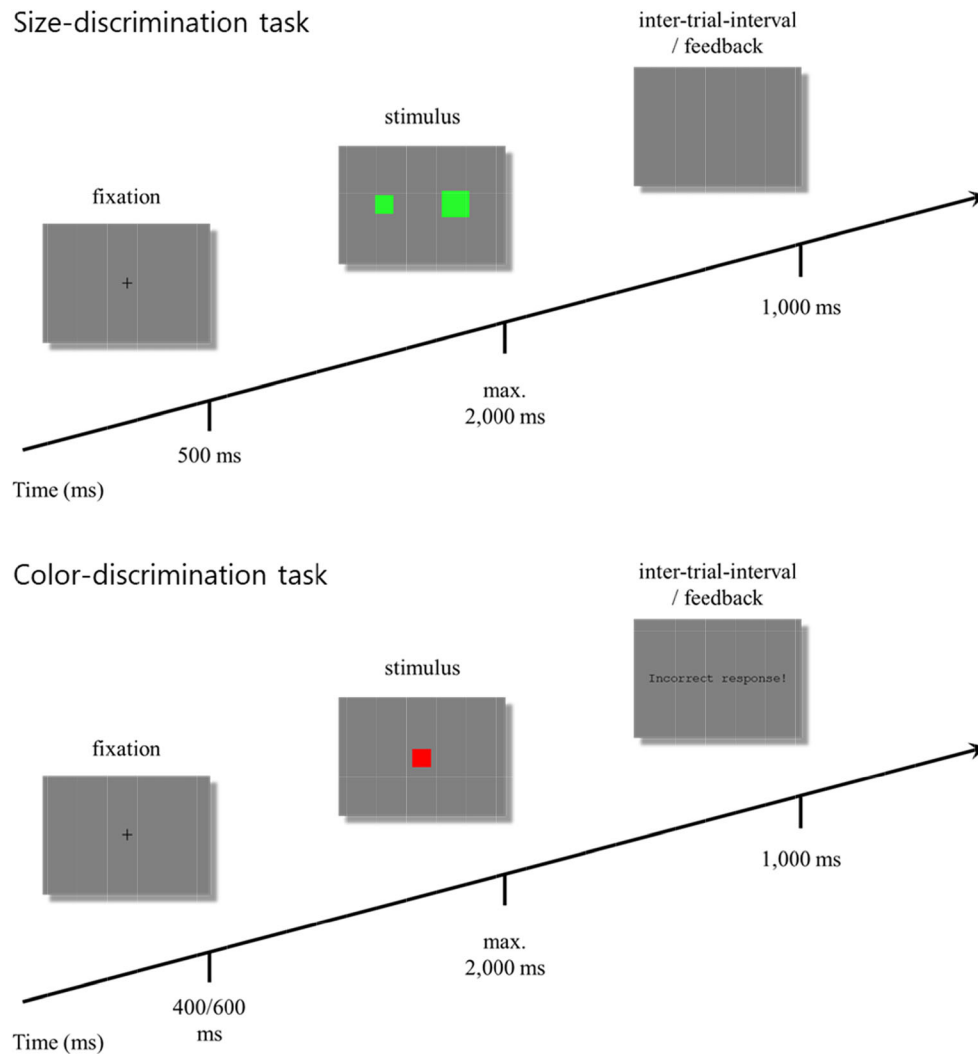 Size-discrimination task
inter-trial-interval
/ feedback
stimulus
fixation
+
1,000 ms
max.
2,000 ms
500 ms
Time (ms)
Color-discrimination task
inter-trial-interval
/ feedback
Incorrect response!
stimulus
fixation
+
1,000 ms
max.
2,000 ms
400/600
ms
Time (ms)